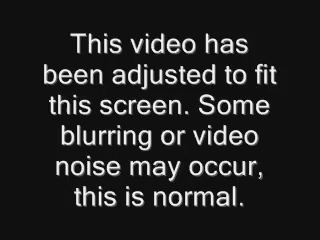 This video has
been adjusted to fit
this screen. Some
blurring or video
noise may occur,
this is normal.